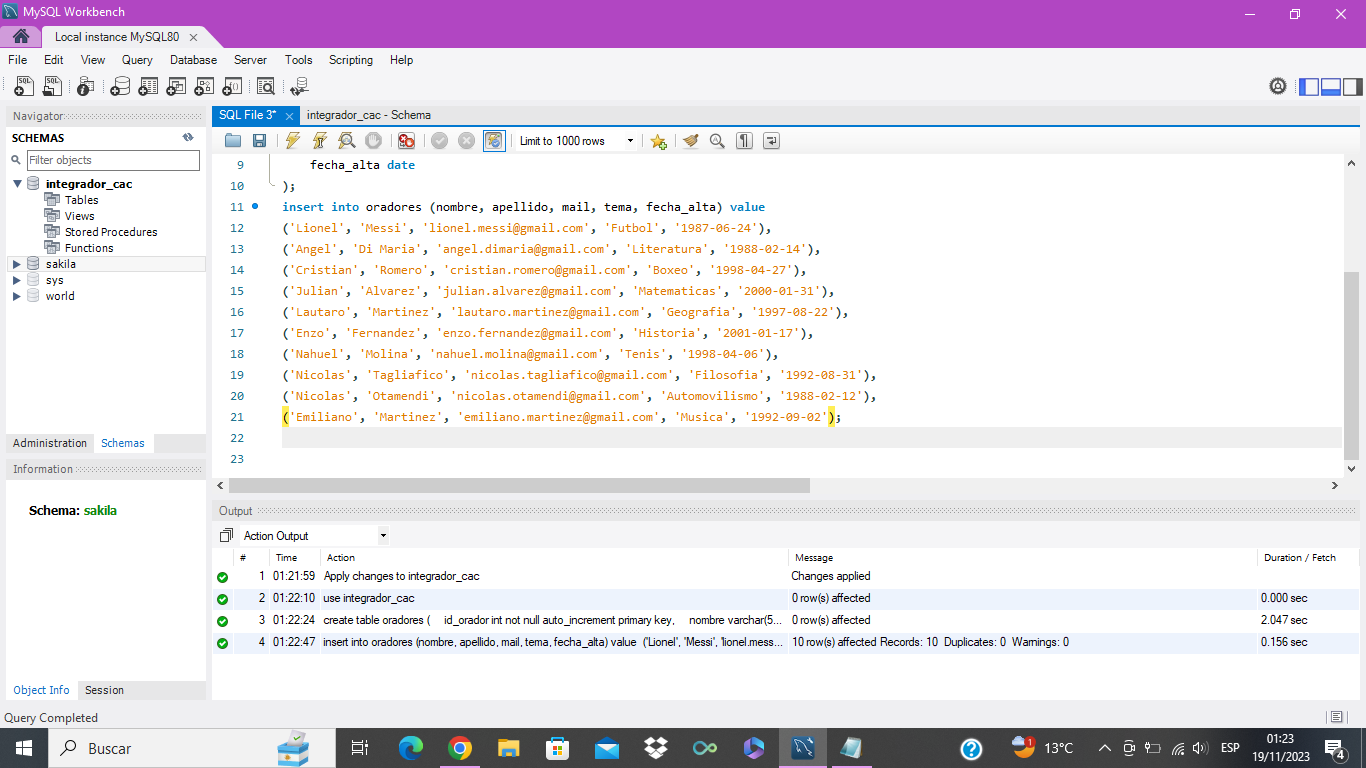 MySQL Workbench
Local instance MySQL80
File Edit View Query Database Server Tools Scripting Help
Navigator
SCHEMAS
Filter objects
integrador_cac
Tables
Views
Stored Procedures
Functions
sakila
sys
world
Administration Schemas
Information
Schema: sakila
Object Info Session
SQL File 3* integrador_cac - Schema
Limit to 1000 rows
9 fecha_alta date
10 );
11 insert into oradores (nombre, apellido, mail, tema, fecha_alta) value
12 ('Lionel', 'Messi', 'lionel.messi@gmail.com', 'Futbol', '1987-06-24'),
13 ('Angel', 'Di Maria', 'angel.dimaria@gmail.com', 'Literatura', '1988-02-14'),
14 ('Cristian', 'Romero', 'cristian.romero@gmail.com', 'Boxeo', '1998-04-27'),
15 ('Julian', 'Alvarez', 'julian.alvarez@gmail.com', 'Matematicas', '2000-01-31'),
16 ('Lautaro', 'Martinez', 'lautaro.martinez@gmail.com', 'Geografia', '1997-08-22'),
17 ('Enzo', 'Fernandez', 'enzo.fernandez@gmail.com', 'Historia', '2001-01-17'),
18 ('Nahuel', 'Molina', 'nahuel.molina@gmail.com', 'Tenis', '1998-04-06'),
19 ('Nicolas', 'Tagliafico', 'nicolas.tagliafico@gmail.com', 'Filosofia', '1992-08-31'),
20 ('Nicolas', 'Otamendi', 'nicolas.otamendi@gmail.com', 'Automovilismo', '1988-02-12'),
21 ('Emiliano', 'Martinez', 'emiliano.martinez@gmail.com', 'Musica', '1992-09-02');
22
23
Output
Action Output
# Time Action Message Duration / Fetch
1 01:21:59 Apply changes to integrador_cac Changes applied
2 01:22:10 use integrador_cac 0 row(s) affected 0.000 sec
3 01:22:24 create table oradores ( id_orador int not null auto_increment primary key, nombre varchar(5... 0 row(s) affected 2.047 sec
4 01:22:47 insert into oradores (nombre, apellido, mail, tema, fecha_alta) value ('Lionel', 'Messi', 'lionel.mess... 10 row(s) affected Records: 10 Duplicates: 0 Warnings: 0 0.156 sec
Query Completed
Buscar
13°C ESP 01:23
19/11/2023
4